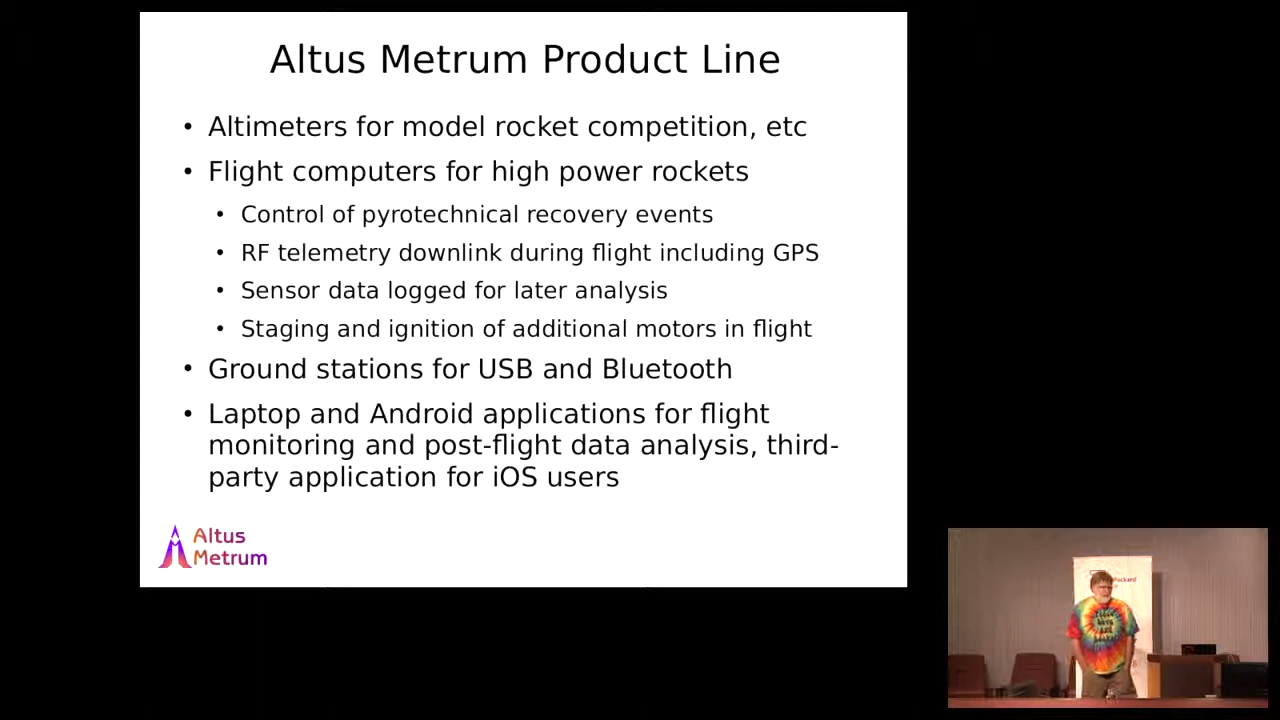 Altus Metrum Product Line
• Altimeters for model rocket competition, etc
• Flight computers for high power rockets
• Control of pyrotechnical recovery events
• RF telemetry downlink during flight including GPS
• Sensor data logged for later analysis
• Staging and ignition of additional motors in flight
• Ground stations for USB and Bluetooth
• Laptop and Android applications for flight
monitoring and post-flight data analysis, third-
party application for iOS users
Altus
Metrum
Packard